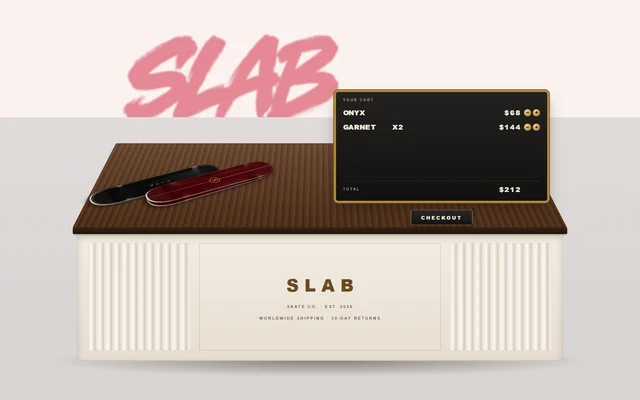 SLAB
YOUR CART
ONYX $68
GARNET X2 $144
TOTAL $212
CHECKOUT
SLAB
SKATE CO. · EST. 2026
WORLDWIDE SHIPPING · 30-DAY RETURNS